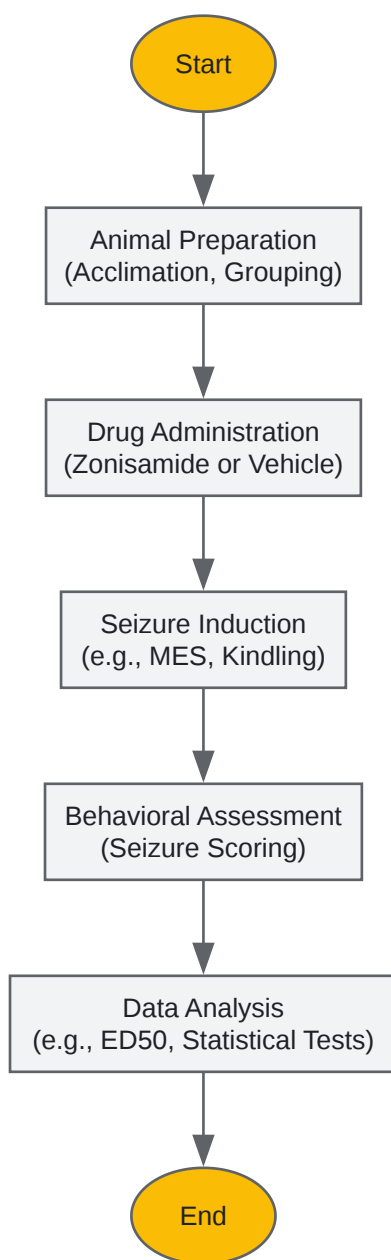 Start
Animal Preparation
(Acclimation, Grouping)
Drug Administration
(Zonisamide or Vehicle)
Seizure Induction
(e.g., MES, Kindling)
Behavioral Assessment
(Seizure Scoring)
Data Analysis
(e.g., ED50, Statistical Tests)
End